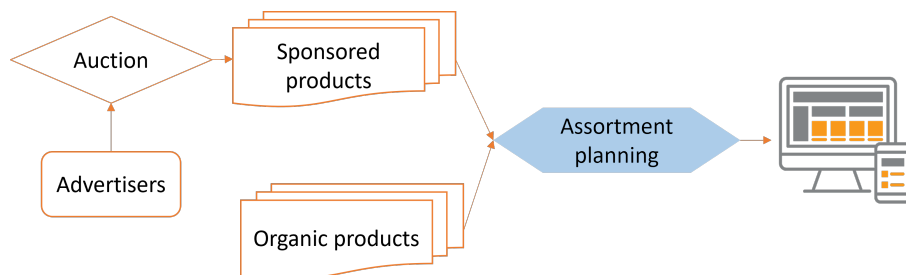 Auction
Sponsored
products
Assortment
planning
Advertisers
Organic products